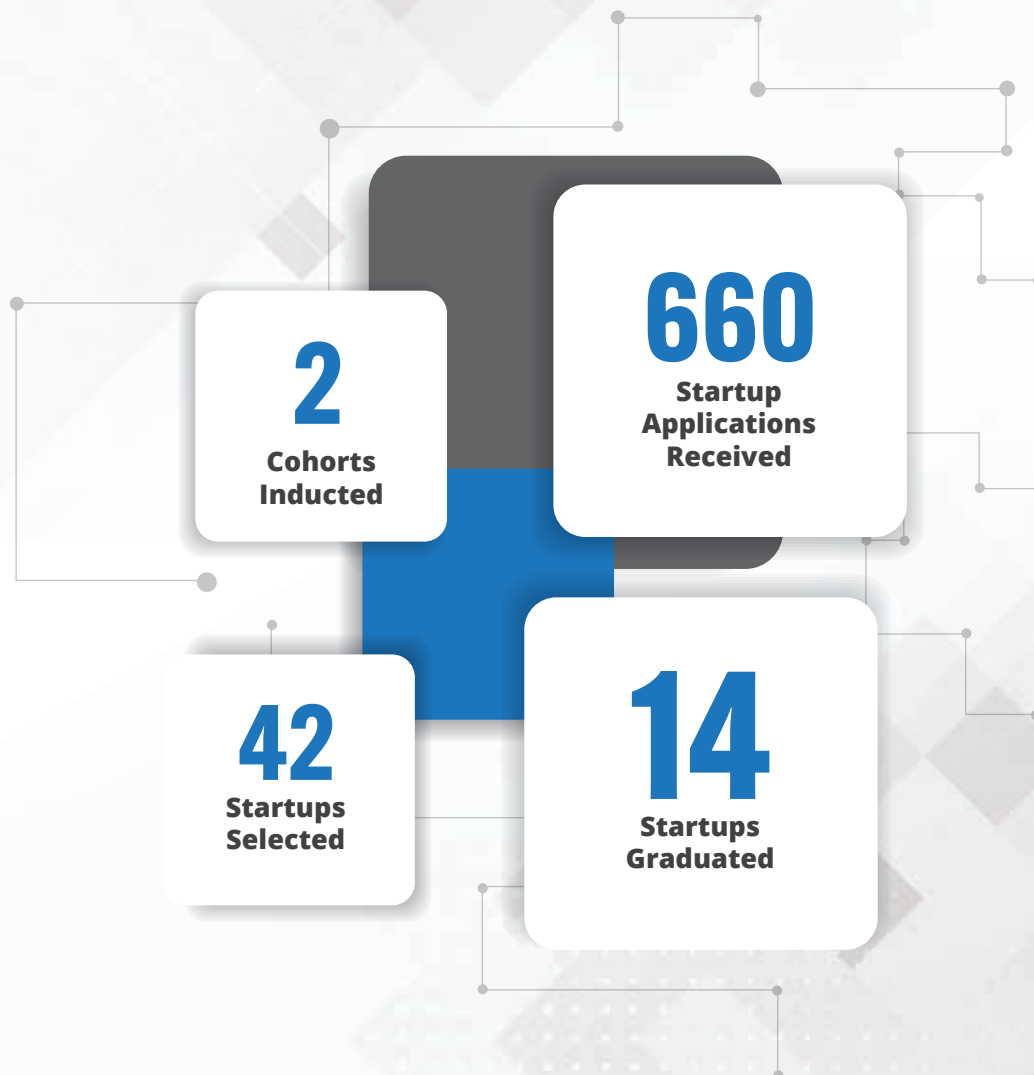 2
Cohorts
Inducted
660
Startup
Applications
Received
42
Startups
Selected
14
Startups
Graduated